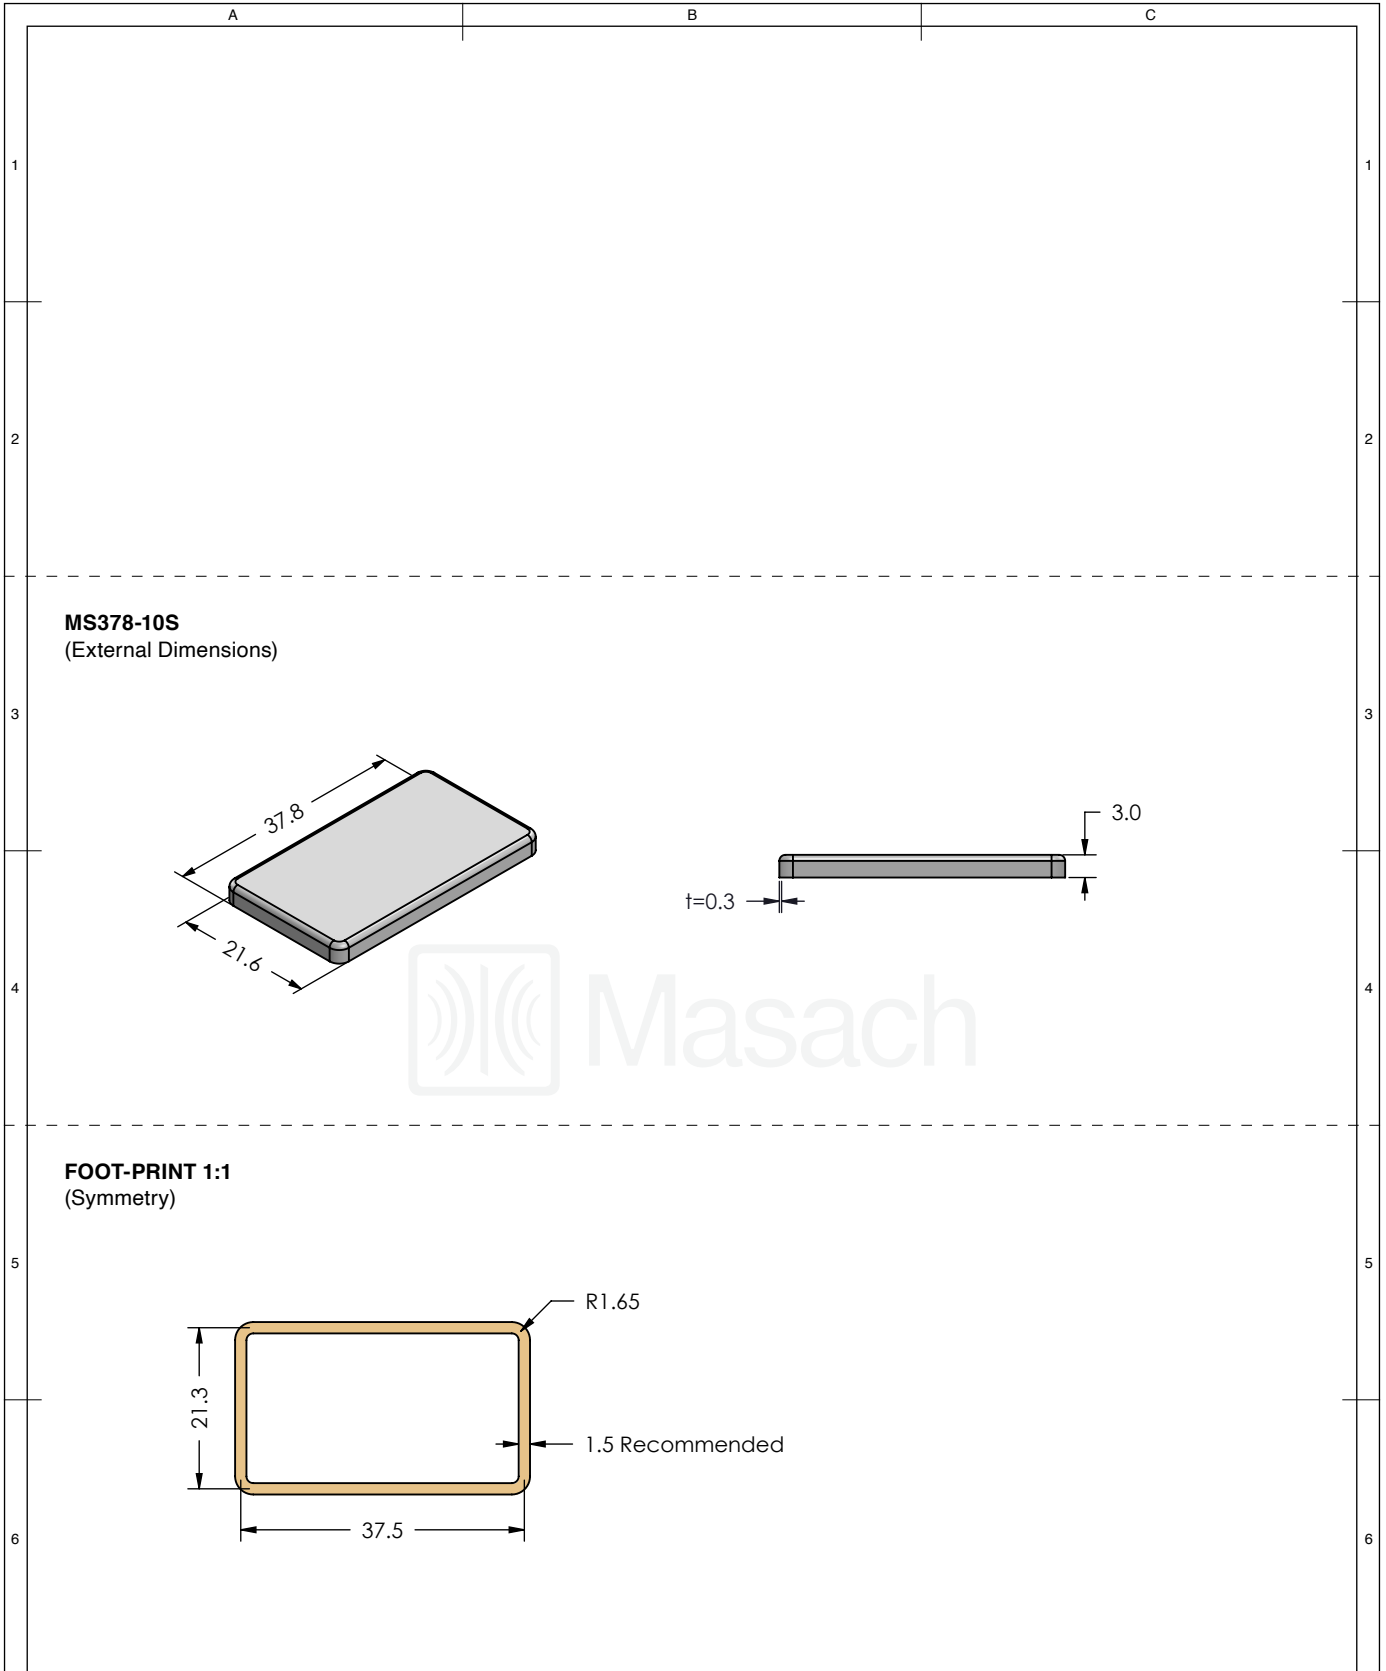 A B C
1 1
2 2
MS378-10S
(External Dimensions)
3 3
37.8
21.6
3.0
t=0.3
Masach
4 4
FOOT-PRINT 1:1
(Symmetry)
5 5
R1.65
21.3
1.5 Recommended
37.5
6 6